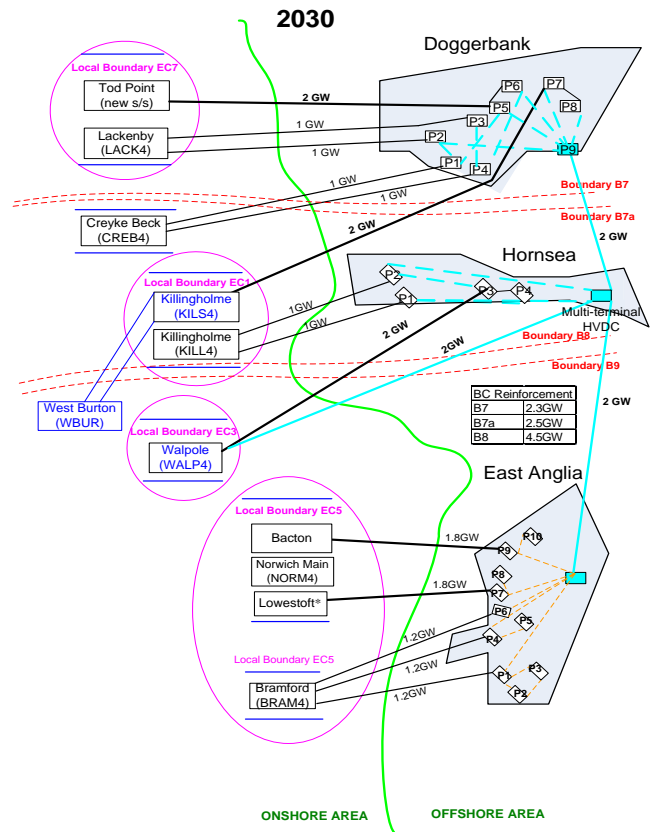 2030
Doggerbank
Local Boundary EC7
Tod Point
(new s/s)
2 GW
Lackenby
(LACK4)
1 GW
1 GW
P6
P7
P5
P8
P3
P2
P9
P1
P4
1 GW
1 GW
Boundary B7
Boundary B7a
Creyke Beck
(CREB4)
2 GW
2 GW
Hornsea
Local Boundary EC1
Killingholme
(KILS4)
Killingholme
(KILL4)
1GW
1GW
P2
P1
P3
P4
Multi-terminal
HVDC
2 GW
2GW
Boundary B8
Boundary B9
West Burton
(WBUR)
BC Reinforcement
B7 2.3GW
B7a 2.5GW
B8 4.5GW
2 GW
Local Boundary EC3
Walpole
(WALP4)
East Anglia
Local Boundary EC5
Bacton
1.8GW
Norwich Main
(NORM4)
Lowestoft*
1.8GW
P10
P9
P8
P7
P6
P5
P4
P3
P1
P2
Local Boundary EC5
Bramford
(BRAM4)
1.2GW
1.2GW
1.2GW
ONSHORE AREA
OFFSHORE AREA